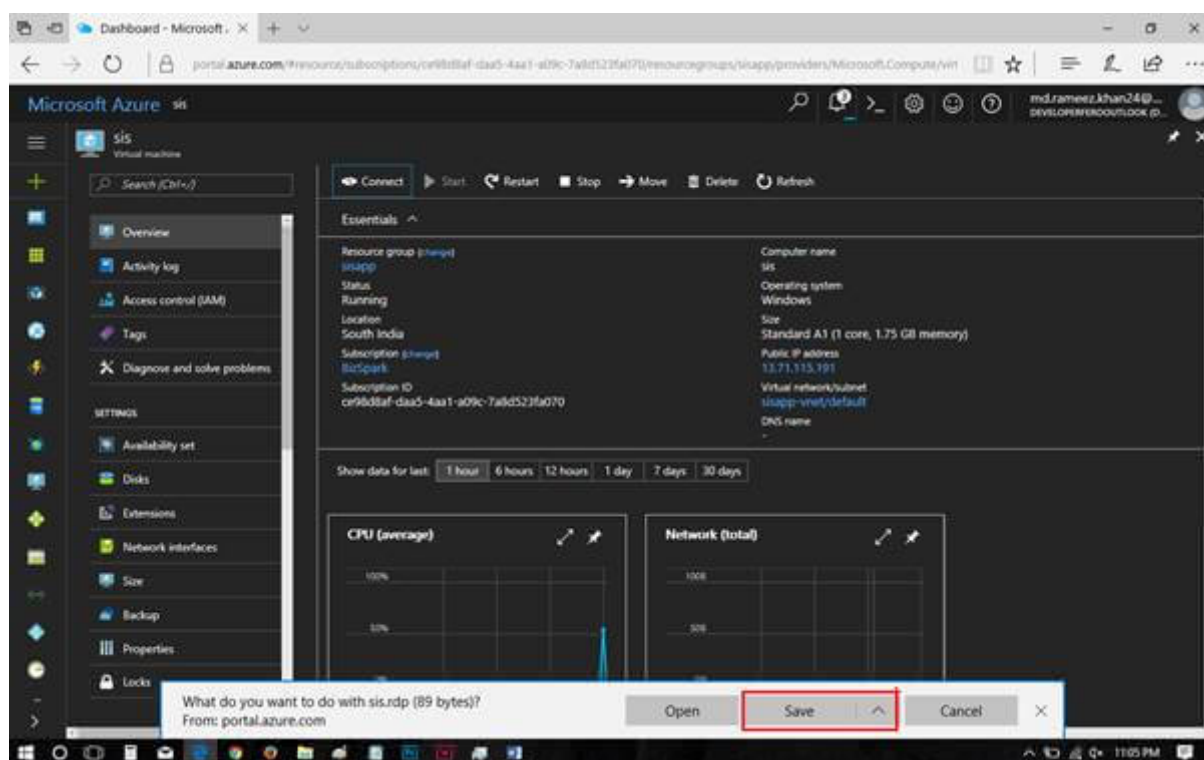 Dashboard - Microsoft.
Microsoft Azure sis
md.rameez.khan24@...
sis
Virtual machine
Search (Ctrl+/)
Connect Start Restart Stop Move Delete Refresh
Essentials
Overview
Activity log
Access control (IAM)
Tags
Diagnose and solve problems
SETTINGS
Availability set
Disks
Extensions
Network interfaces
Size
Backup
Properties
Locks
Resource group (change)
sisapp
Status
Running
Location
South India
Subscription (change)
BizSpark
Subscription ID
ce98d8af-daa5-4aa1-a09c-7a8d523fa070
Computer name
sis
Operating system
Windows
Size
Standard A1 (1 core, 1.75 GB memory)
Public IP address
13.71.115.191
Virtual network/subnet
sisapp-vnet/default
DNS name
-
Show data for last: 1 hour 6 hours 12 hours 1 day 7 days 30 days
CPU (average)
100%
50%
Network (total)
100B
50B
What do you want to do with sis.rdp (89 bytes)?
From: portal.azure.com
Open Save Cancel
11:05 PM